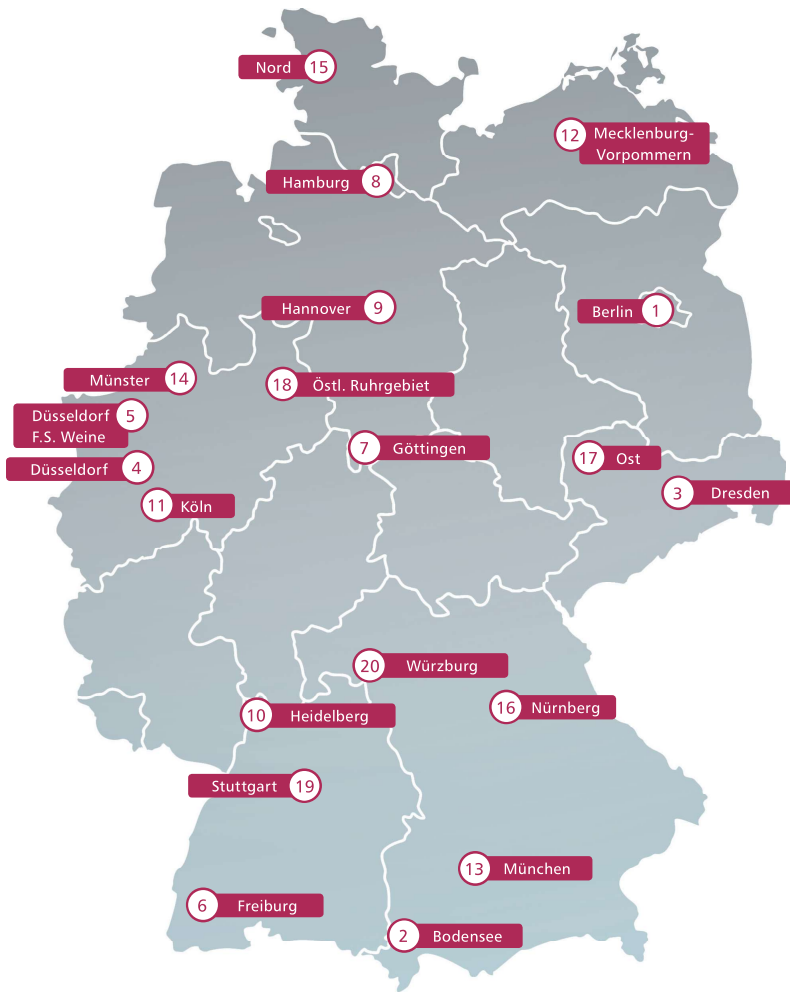 Nord 15
12 Mecklenburg-
Vorpommern
Hamburg 8
Hannover 9
Berlin 1
Münster 14
18 Östl. Ruhrgebiet
Düsseldorf 5
F.S. Weine
7 Göttingen
17 Ost
Düsseldorf 4
3 Dresden
11 Köln
20 Würzburg
16 Nürnberg
10 Heidelberg
Stuttgart 19
13 München
6 Freiburg
2 Bodensee